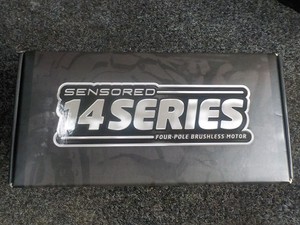 SENSORED
14 SERIES
FOUR-POLE BRUSHLESS MOTOR